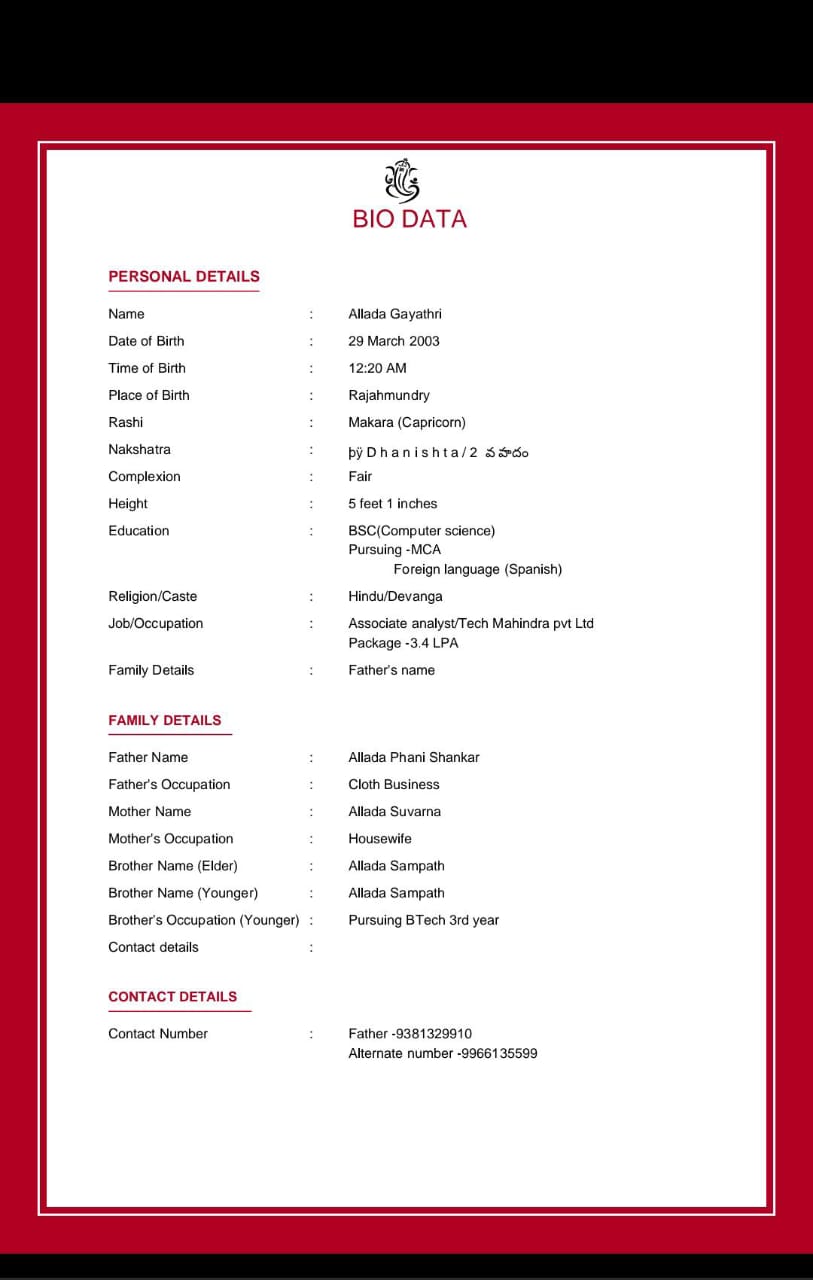 BIO DATA
PERSONAL DETAILS
Name : Allada Gayathri
Date of Birth : 29 March 2003
Time of Birth : 12:20 AM
Place of Birth : Rajahmundry
Rashi : Makara (Capricorn)
Nakshatra : þÿ D h a n i s h t a / 2
Complexion : Fair
Height : 5 feet 1 inches
Education : BSC(Computer science)
Pursuing -MCA
Foreign language (Spanish)
Religion/Caste : Hindu/Devanga
Job/Occupation : Associate analyst/Tech Mahindra pvt Ltd
Package -3.4 LPA
Family Details : Father's name
FAMILY DETAILS
Father Name : Allada Phani Shankar
Father's Occupation : Cloth Business
Mother Name : Allada Suvarna
Mother's Occupation : Housewife
Brother Name (Elder) : Allada Sampath
Brother Name (Younger) : Allada Sampath
Brother's Occupation (Younger) : Pursuing BTech 3rd year
Contact details :
CONTACT DETAILS
Contact Number : Father -9381329910
Alternate number -9966135599